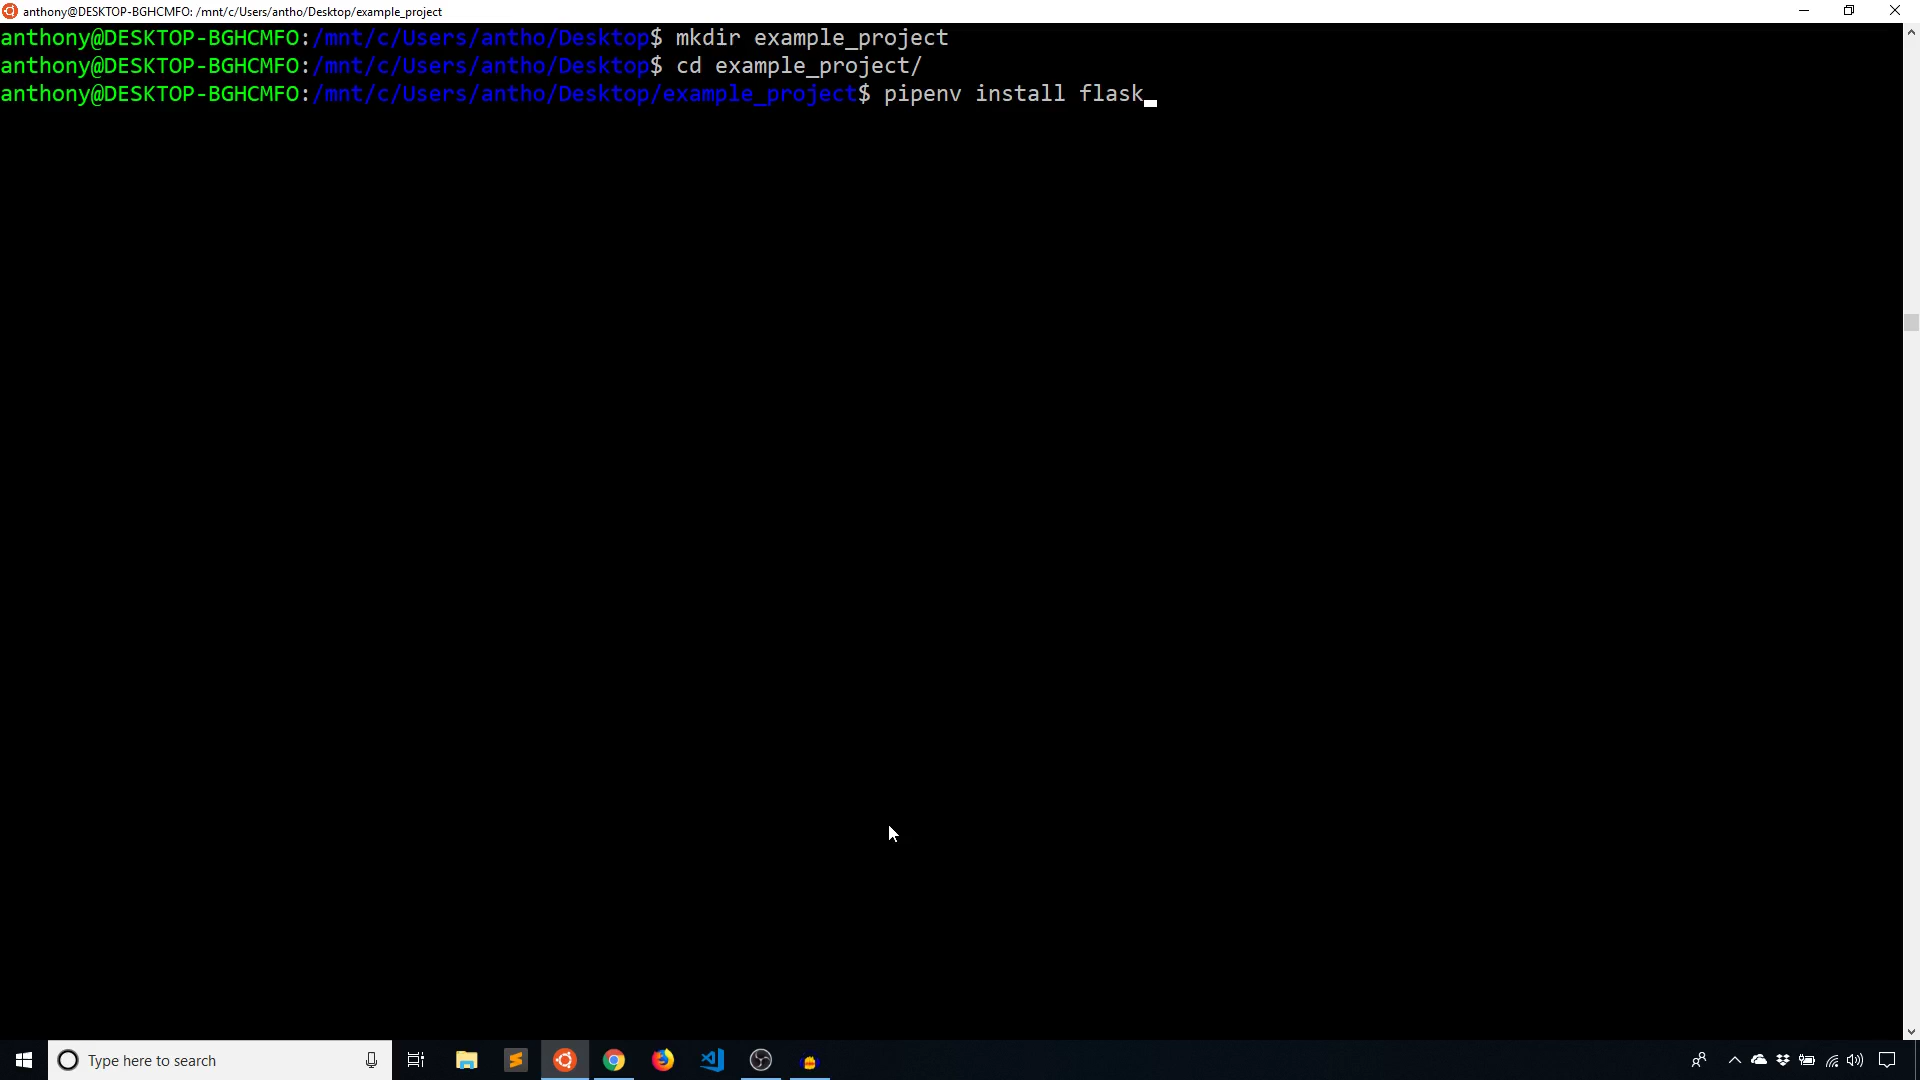 anthony@DESKTOP-BGHCMFO: /mnt/c/Users/antho/Desktop/example_project
anthony@DESKTOP-BGHCMFO:/mnt/c/Users/antho/Desktop$ mkdir example_project
anthony@DESKTOP-BGHCMFO:/mnt/c/Users/antho/Desktop$ cd example_project/
anthony@DESKTOP-BGHCMFO:/mnt/c/Users/antho/Desktop/example_project$ pipenv install flask
Type here to search